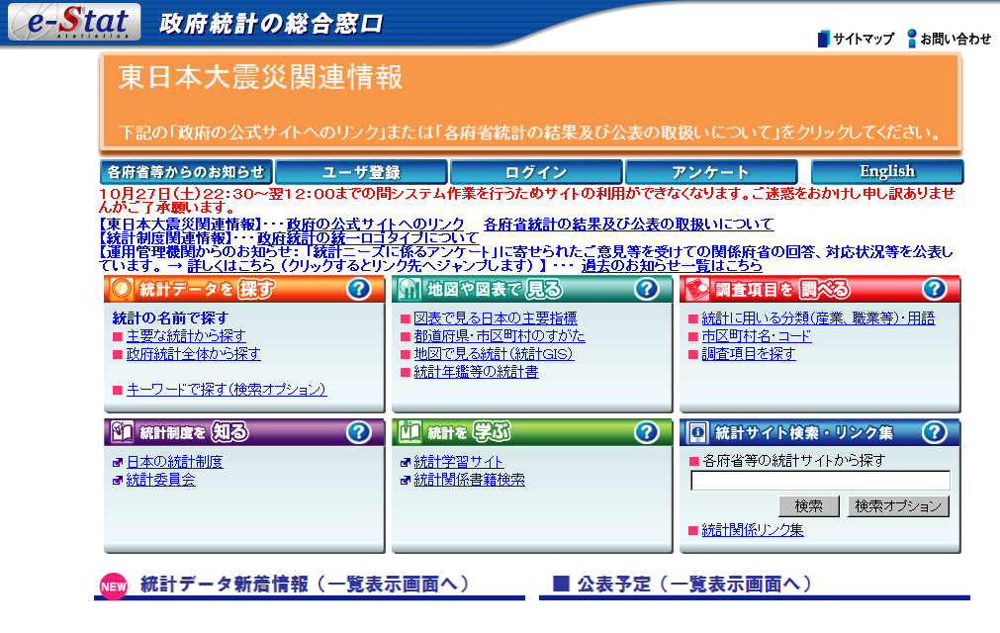 e-Stat
statistics
政府統計の総合窓口
サイトマップ お問い合わせ
東日本大震災関連情報
下記の「政府の公式サイトへのリンク」または「各府省統計の結果及び公表の取扱いについて」をクリックしてください。
各府省等からのお知らせ ユーザ登録 ログイン アンケート English
10月27日(土)22:30～翌12:00までの間システム作業を行うためサイトの利用ができなくなります。ご迷惑をおかけし申し訳ありませ
んがご了承願います。
【東日本大震災関連情報】･･･政府の公式サイトへのリンク 各府省統計の結果及び公表の取扱いについて
【統計制度関連情報】･･･政府統計の統一ロゴタイプについて
【運用管理機関からのお知らせ：「統計ニーズに係るアンケート」に寄せられたご意見等を受けての関係府省の回答、対応状況等を公表し
ています。 → 詳しくはこちら （クリックするとリンク先へジャンプします） 】 ･･･ 過去のお知らせ一覧はこちら
統計データを 探す ?
統計の名前で探す
主要な統計から探す
政府統計全体から探す
キーワードで探す(検索オプション)
地図や図表で 見る ?
図表で見る日本の主要指標
都道府県・市区町村のすがた
地図で見る統計(統計GIS)
統計年鑑等の統計書
調査項目を 調べる ?
統計に用いる分類(産業、職業等)・用語
市区町村名・コード
調査項目を探す
統計制度を 知る ?
日本の統計制度
統計委員会
統計を 学ぶ ?
統計学習サイト
統計関係書籍検索
統計サイト検索・リンク集 ?
各府省等の統計サイトから探す
検索 検索オプション
統計関係リンク集
NEW 統計データ新着情報（一覧表示画面へ）
■ 公表予定（一覧表示画面へ）